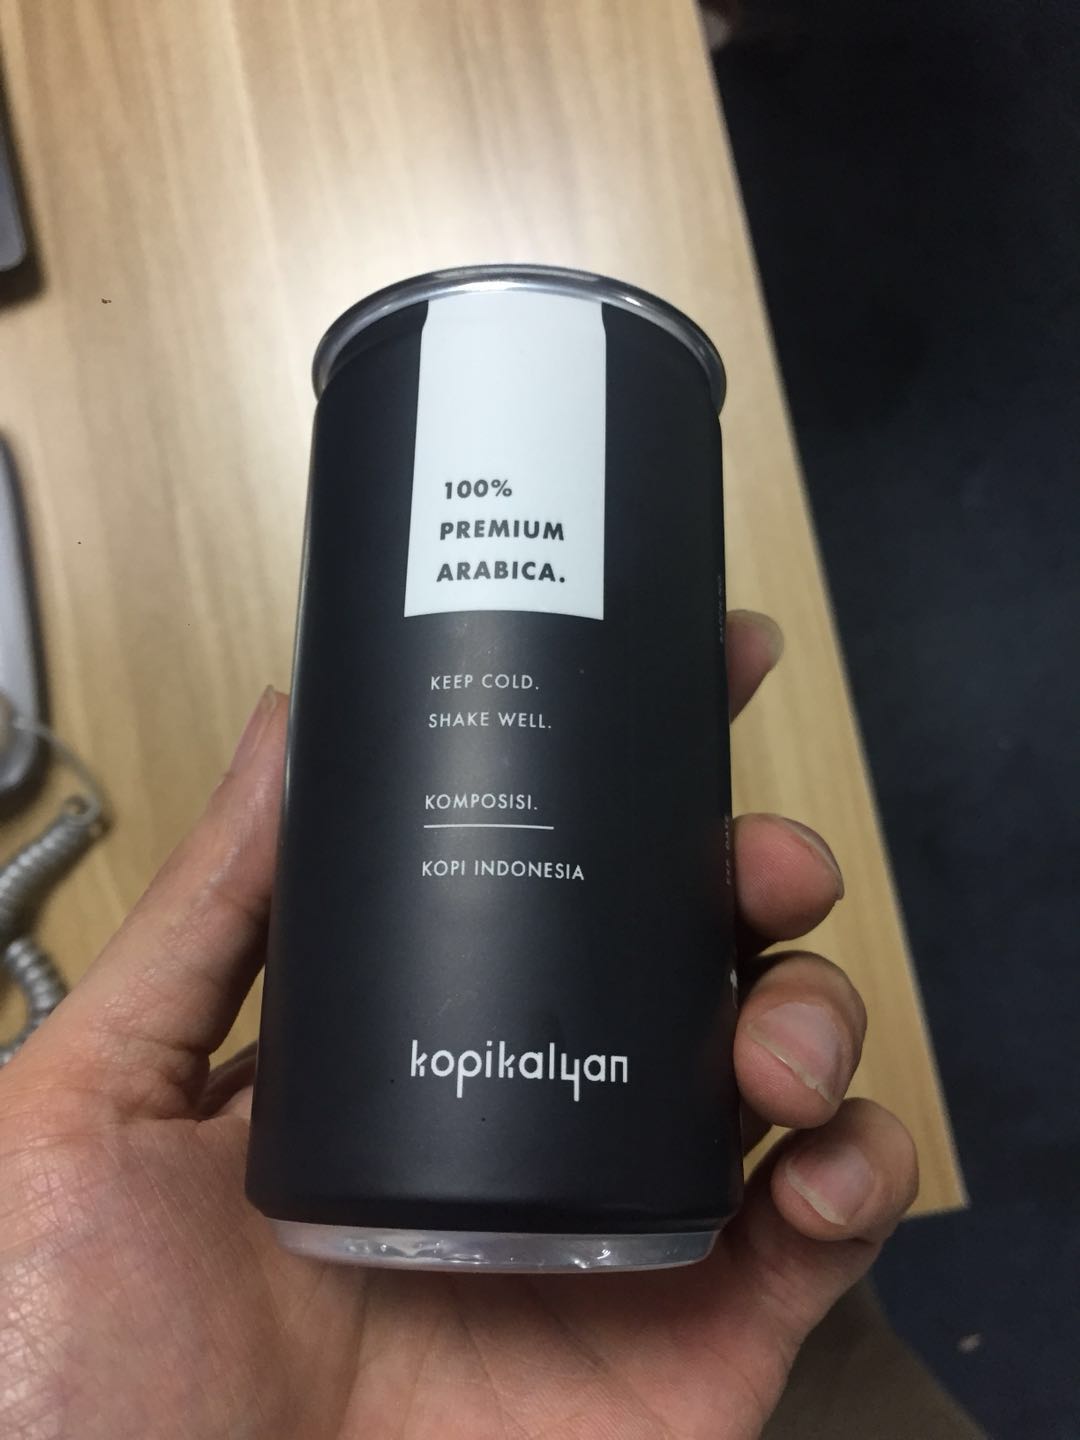 100%
PREMIUM
ARABICA.
KEEP COLD.
SHAKE WELL.
KOMPOSISI.
KOPI INDONESIA
kopikalyan